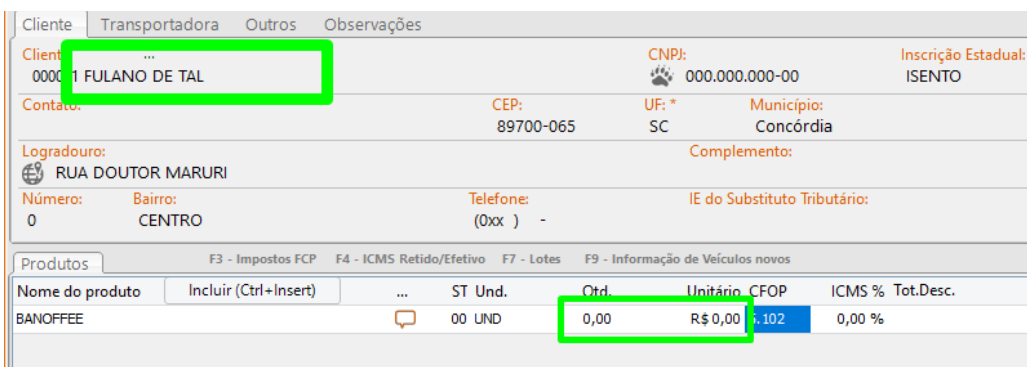 Cliente Transportadora Outros Observações
Client ... CNPJ: Inscrição Estadual:
FULANO DE TAL 000.000.000-00 ISENTO
Contato: CEP: UF: * Município:
89700-065 SC Concórdia
Logradouro: Complemento:
RUA DOUTOR MARURI
Número: Bairro: Telefone: IE do Substituto Tributário:
0 CENTRO (0xx ) -
Produtos F3 - Impostos FCP F4 - ICMS Retido/Efetivo F7 - Lotes F9 - Informação de Veículos novos
Nome do produto Incluir (Ctrl+Insert) ... ST Und. Qtd. Unitário CFOP ICMS % Tot.Desc.
BANOFFEE 00 UND 0,00 R$ 0,00 5.102 0,00 %